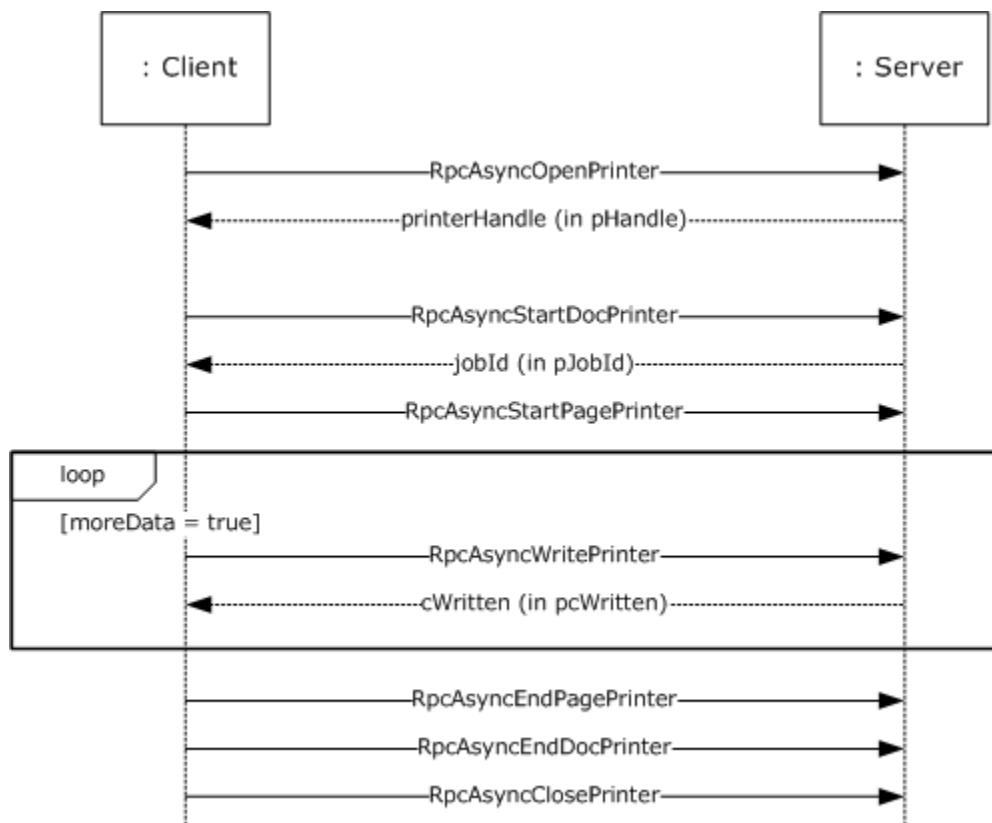 : Client
: Server
RpcAsyncOpenPrinter
printerHandle (in pHandle)
RpcAsyncStartDocPrinter
jobId (in pJobId)
RpcAsyncStartPagePrinter
loop
[moreData = true]
RpcAsyncWritePrinter
cWritten (in pcWritten)
RpcAsyncEndPagePrinter
RpcAsyncEndDocPrinter
RpcAsyncClosePrinter